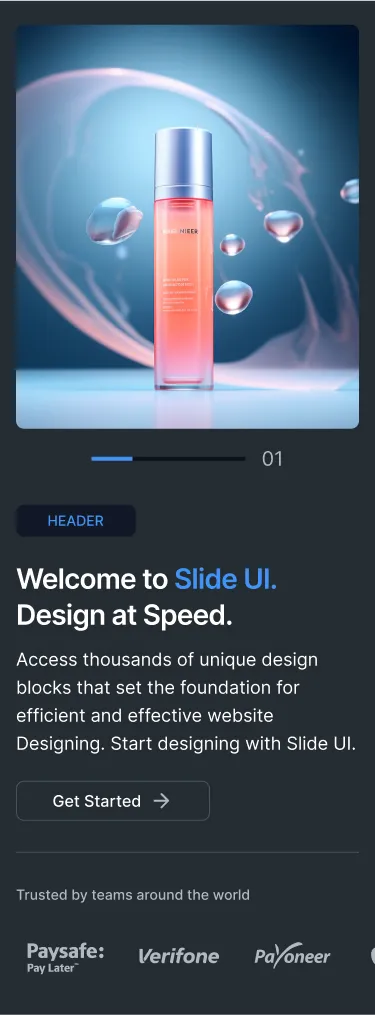 01
HEADER
Welcome to Slide UI.
Design at Speed.
Access thousands of unique design
blocks that set the foundation for
efficient and effective website
Designing. Start designing with Slide UI.
Get Started
Trusted by teams around the world
Paysafe:
Pay Later™
Verifone
Payoneer